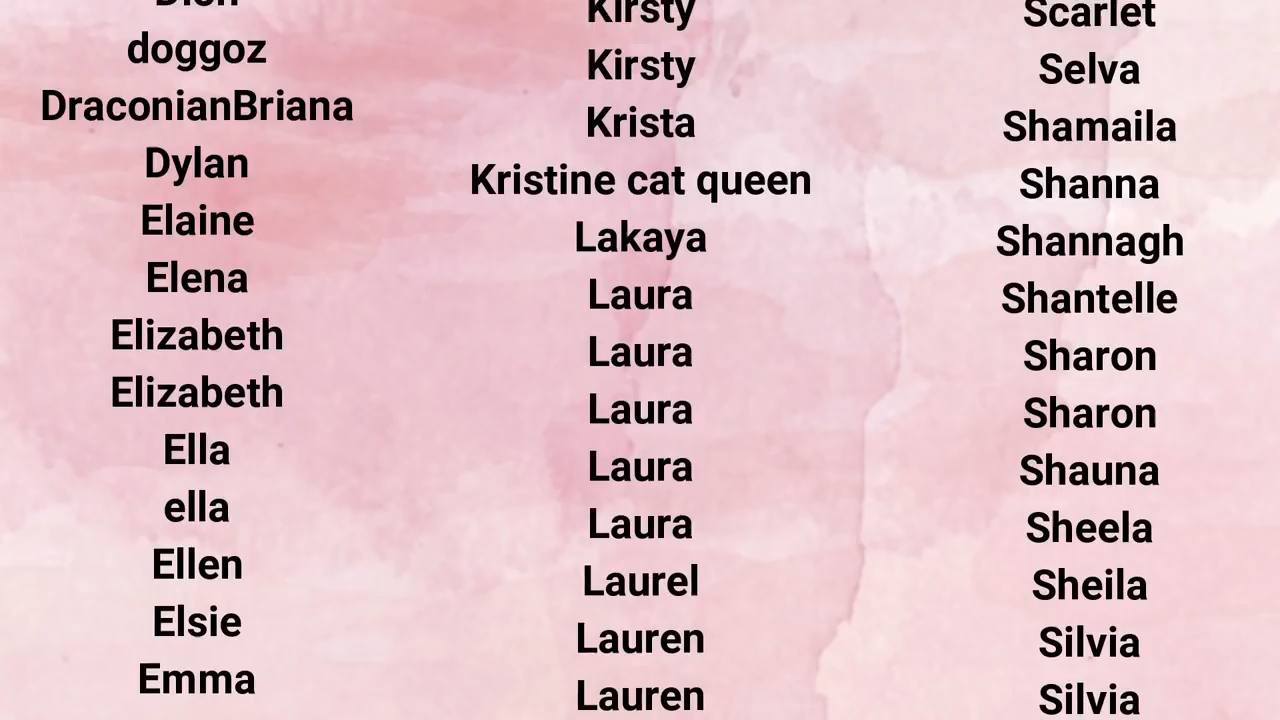 doggoz
DraconianBriana
Dylan
Elaine
Elena
Elizabeth
Elizabeth
Ella
ella
Ellen
Elsie
Emma
Kirsty
Kirsty
Krista
Kristine cat queen
Lakaya
Laura
Laura
Laura
Laura
Laura
Laurel
Lauren
Lauren
Scarlet
Selva
Shamaila
Shanna
Shannagh
Shantelle
Sharon
Sharon
Shauna
Sheela
Sheila
Silvia
Silvia